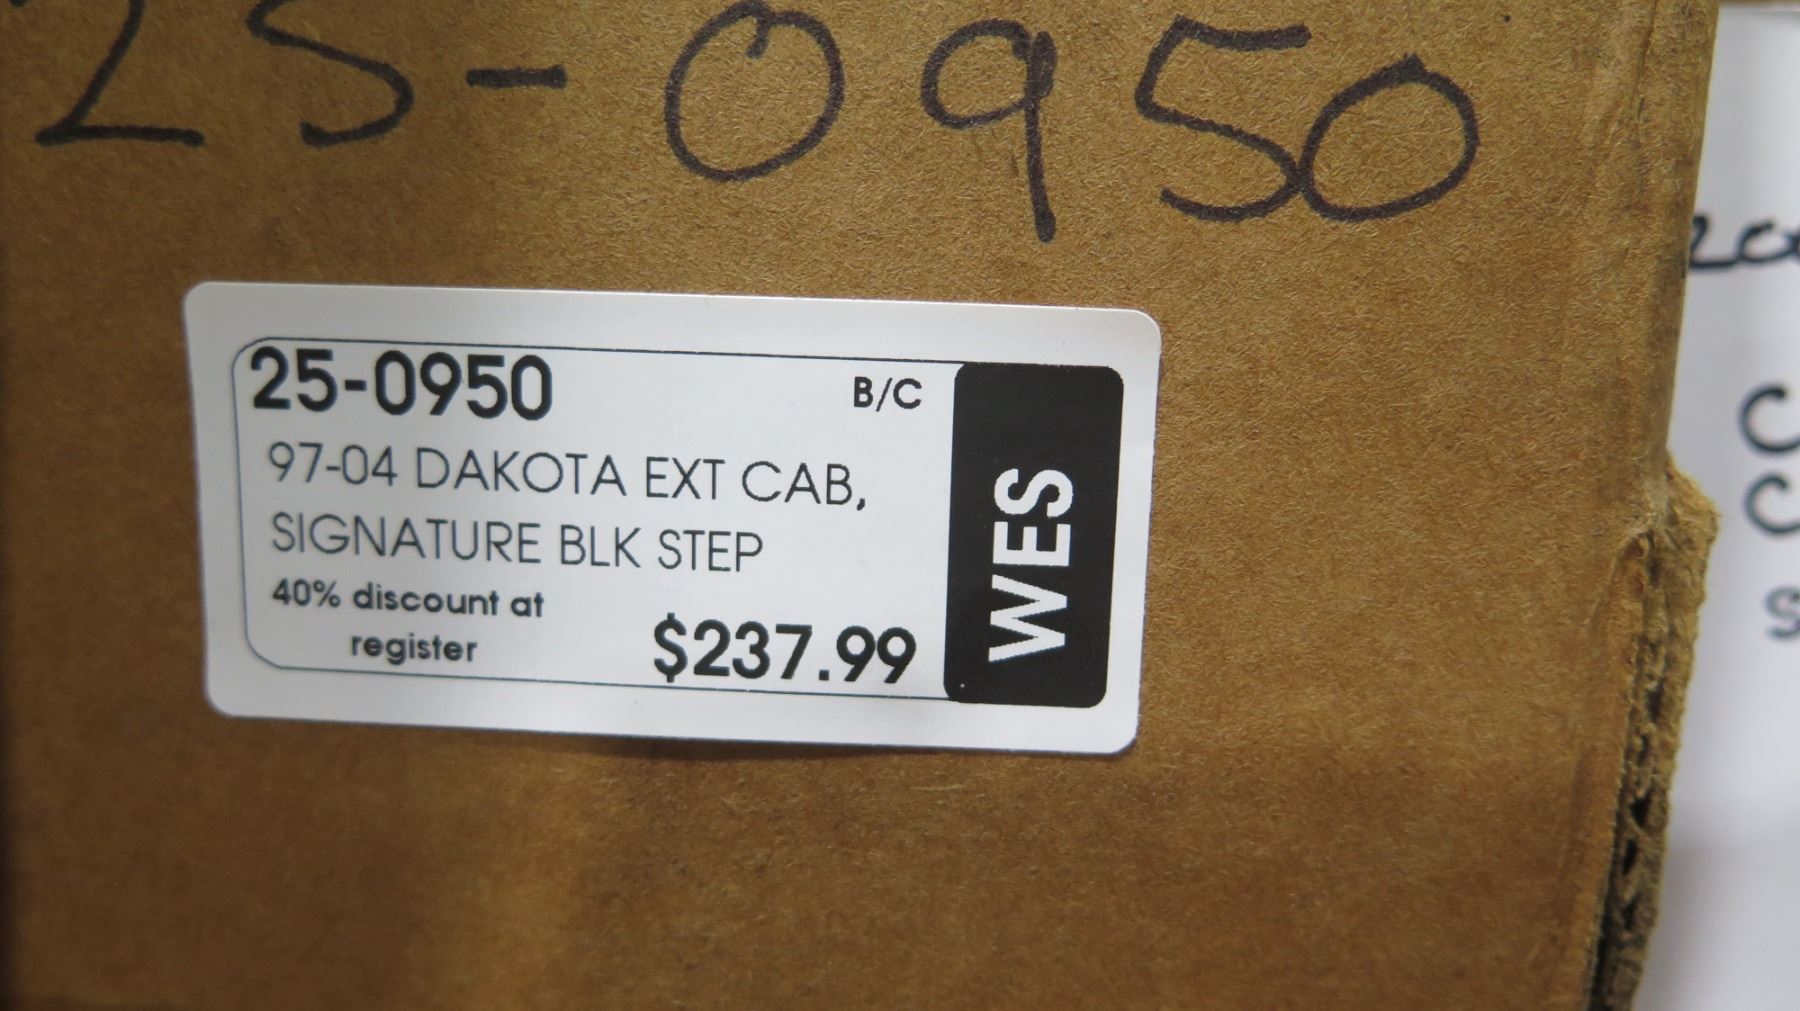 25-0950
25-0950
B/C
97-04 DAKOTA EXT CAB,
SIGNATURE BLK STEP
40% discount at
register
$237.99
WES